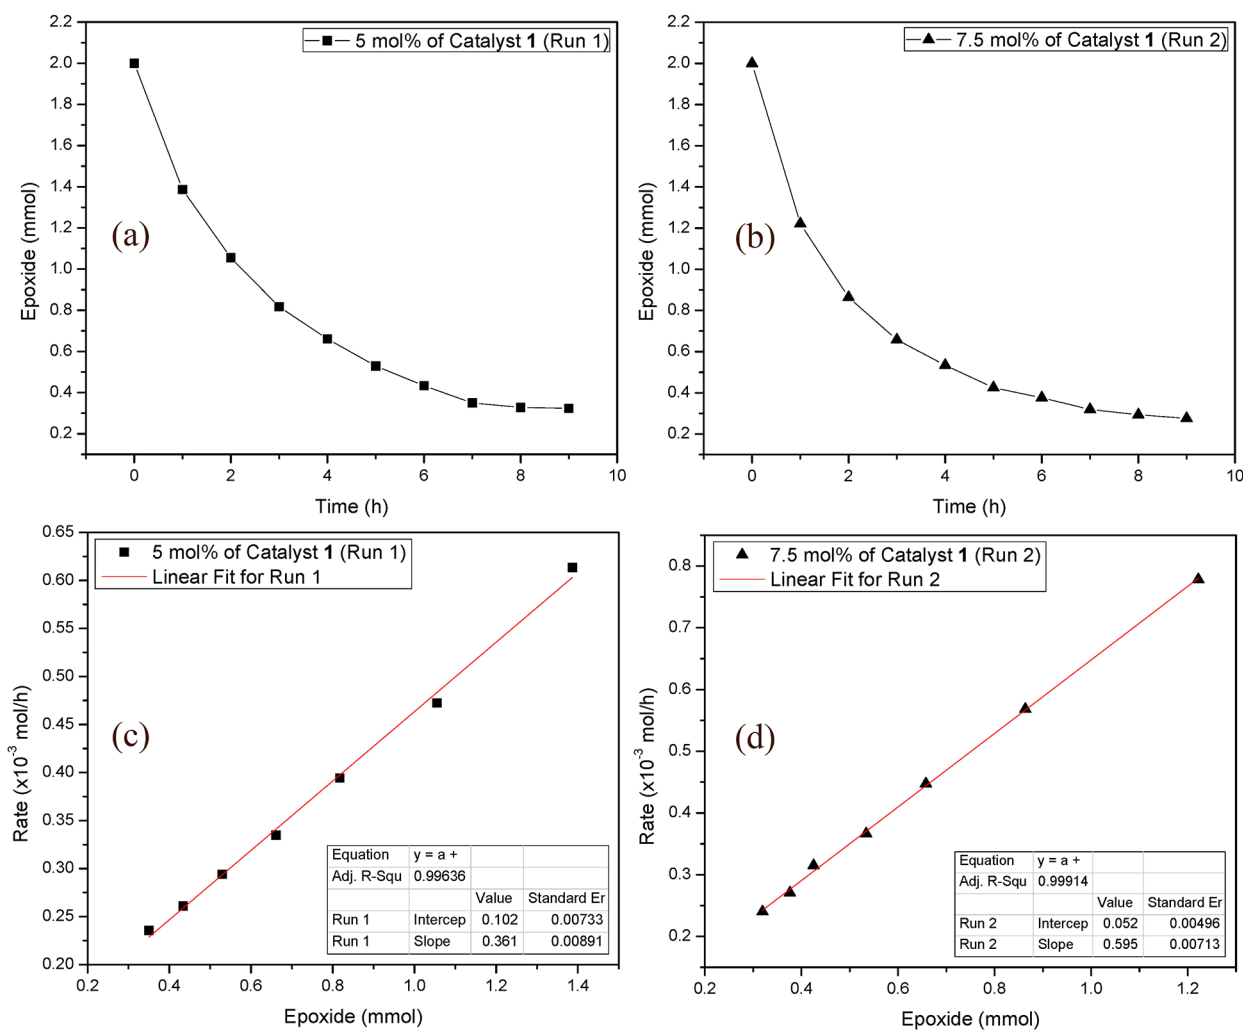 5 mol% of Catalyst 1 (Run 1)
2.2
2.0
1.8
1.6
1.4
1.2
1.0
0.8
0.6
0.4
0.2
Epoxide (mmol)
(a)
0 2 4 6 8 10
Time (h)
7.5 mol% of Catalyst 1 (Run 2)
2.2
2.0
1.8
1.6
1.4
1.2
1.0
0.8
0.6
0.4
0.2
Epoxide (mmol)
(b)
0 2 4 6 8 10
Time (h)
5 mol% of Catalyst 1 (Run 1)
Linear Fit for Run 1
0.65
0.60
0.55
0.50
0.45
0.40
0.35
0.30
0.25
0.20
Rate (x10⁻³ mol/h)
(c)
Equation y = a +
Adj. R-Squ 0.99636
Value Standard Er
Run 1 Intercep 0.102 0.00733
Run 1 Slope 0.361 0.00891
0.2 0.4 0.6 0.8 1.0 1.2 1.4
Epoxide (mmol)
7.5 mol% of Catalyst 1 (Run 2)
Linear Fit for Run 2
0.8
0.7
0.6
0.5
0.4
0.3
0.2
Rate (x10⁻³ mol/h)
(d)
Equation y = a +
Adj. R-Squ 0.99914
Value Standard Er
Run 2 Intercep 0.052 0.00496
Run 2 Slope 0.595 0.00713
0.2 0.4 0.6 0.8 1.0 1.2
Epoxide (mmol)